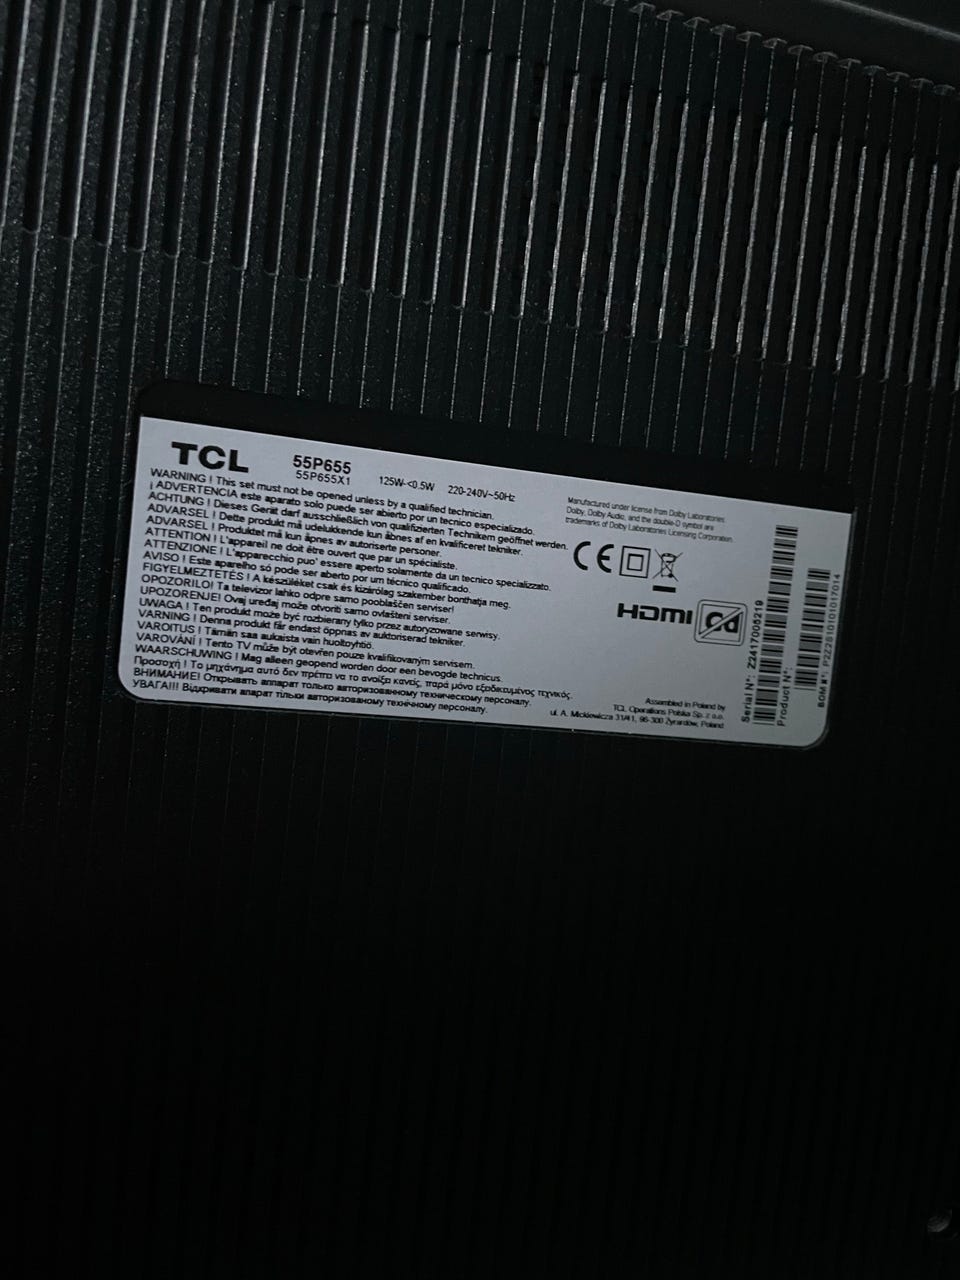 TCL
55P655
55P655X1
125W-<0.5W 220-240V~50Hz
WARNING ! This set must not be opened unless by a qualified technician.
¡ ADVERTENCIA este aparato solo puede ser abierto por un tecnico especializado.
ACHTUNG ! Dieses Gerät darf ausschließlich von qualifizierten Technikern geöffnet werden.
ADVARSEL ! Dette produkt må udelukkende kun åbnes af en kvalificeret tekniker.
ADVARSEL ! Produktet må kun åpnes av autoriserte personer.
ATTENTION ! L'appareil ne doit être ouvert que par un spécialiste.
ATTENZIONE ! L'apparecchio puo' essere aperto solamente da un tecnico specializzato.
AVISO ! Este aparelho só pode ser aberto por um técnico qualificado.
FIGYELMEZTETÉS ! A készüléket csak és kizárólag szakember bonthatja meg.
OPOZORILO! Ta televizor lahko odpre samo pooblaščen serviser!
UPOZORENJE! Ovaj uređaj može otvoriti samo ovlašteni serviser.
UWAGA ! Ten produkt może być rozbierany tylko przez autoryzowane serwisy.
VARNING ! Denna produkt får endast öppnas av auktoriserad tekniker.
VAROITUS ! Tämän saa aukaista vain huoltoyhtiö.
VAROVÁNÍ ! Tento TV může být otevřen pouze kvalifikovaným servisem.
WAARSCHUWING ! Mag alleen geopend worden door een bevogde technicus.
Προσοχή ! Το μηχάνημα αυτό δεν πρέπει να το ανοίξει κανείς, παρά μόνο εξειδικευμένος τεχνικός.
ВНИМАНИЕ! Открывать аппарат только авторизованному техническому персоналу.
УВАГА!!! Відкривати апарат тільки авторизованому технічному персоналу.
Manufactured under license from Dolby Laboratories.
Dolby, Dolby Audio, and the double-D symbol are
trademarks of Dolby Laboratories Licensing Corporation.
CE
HDMI
Assembled in Poland by
TCL Operations Polska Sp. z o.o.
ul. A. Mickiewicza 31/41, 96-300 Żyrardów, Poland
Serial N°: Z2417005219
Product N°:
BOM #*: P2Z2810101017014